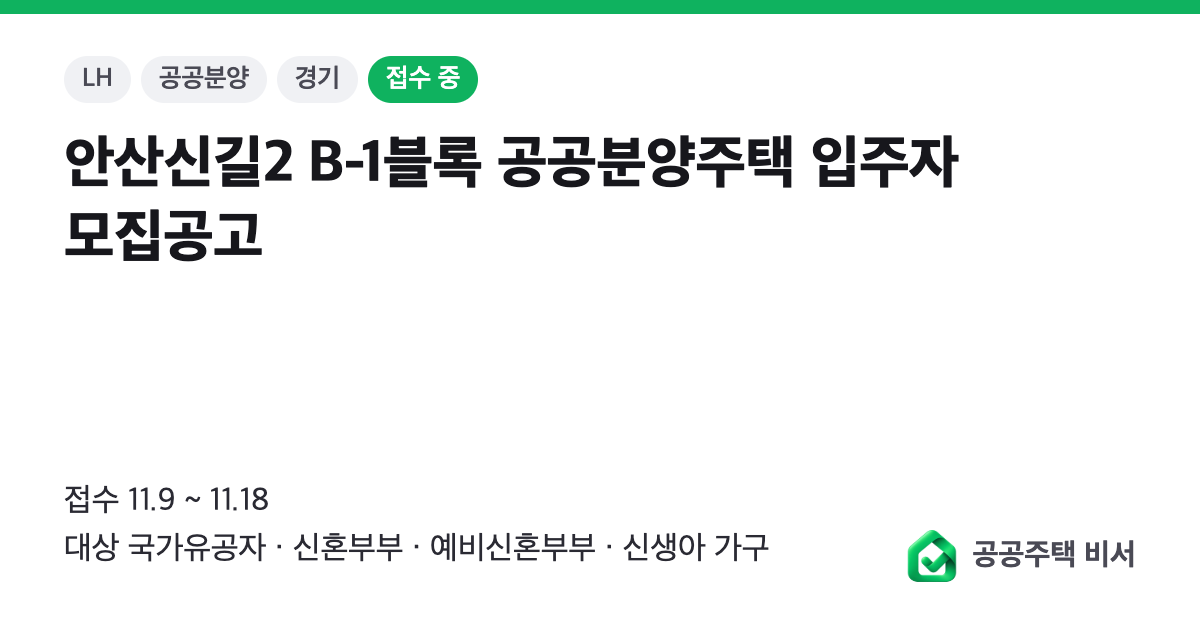 LH 공공분양 경기 접수 중
안산신길2 B-1블록 공공분양주택 입주자
모집공고
접수 11.9 ~ 11.18
대상 국가유공자 · 신혼부부 · 예비신혼부부 · 신생아 가구
공공주택 비서